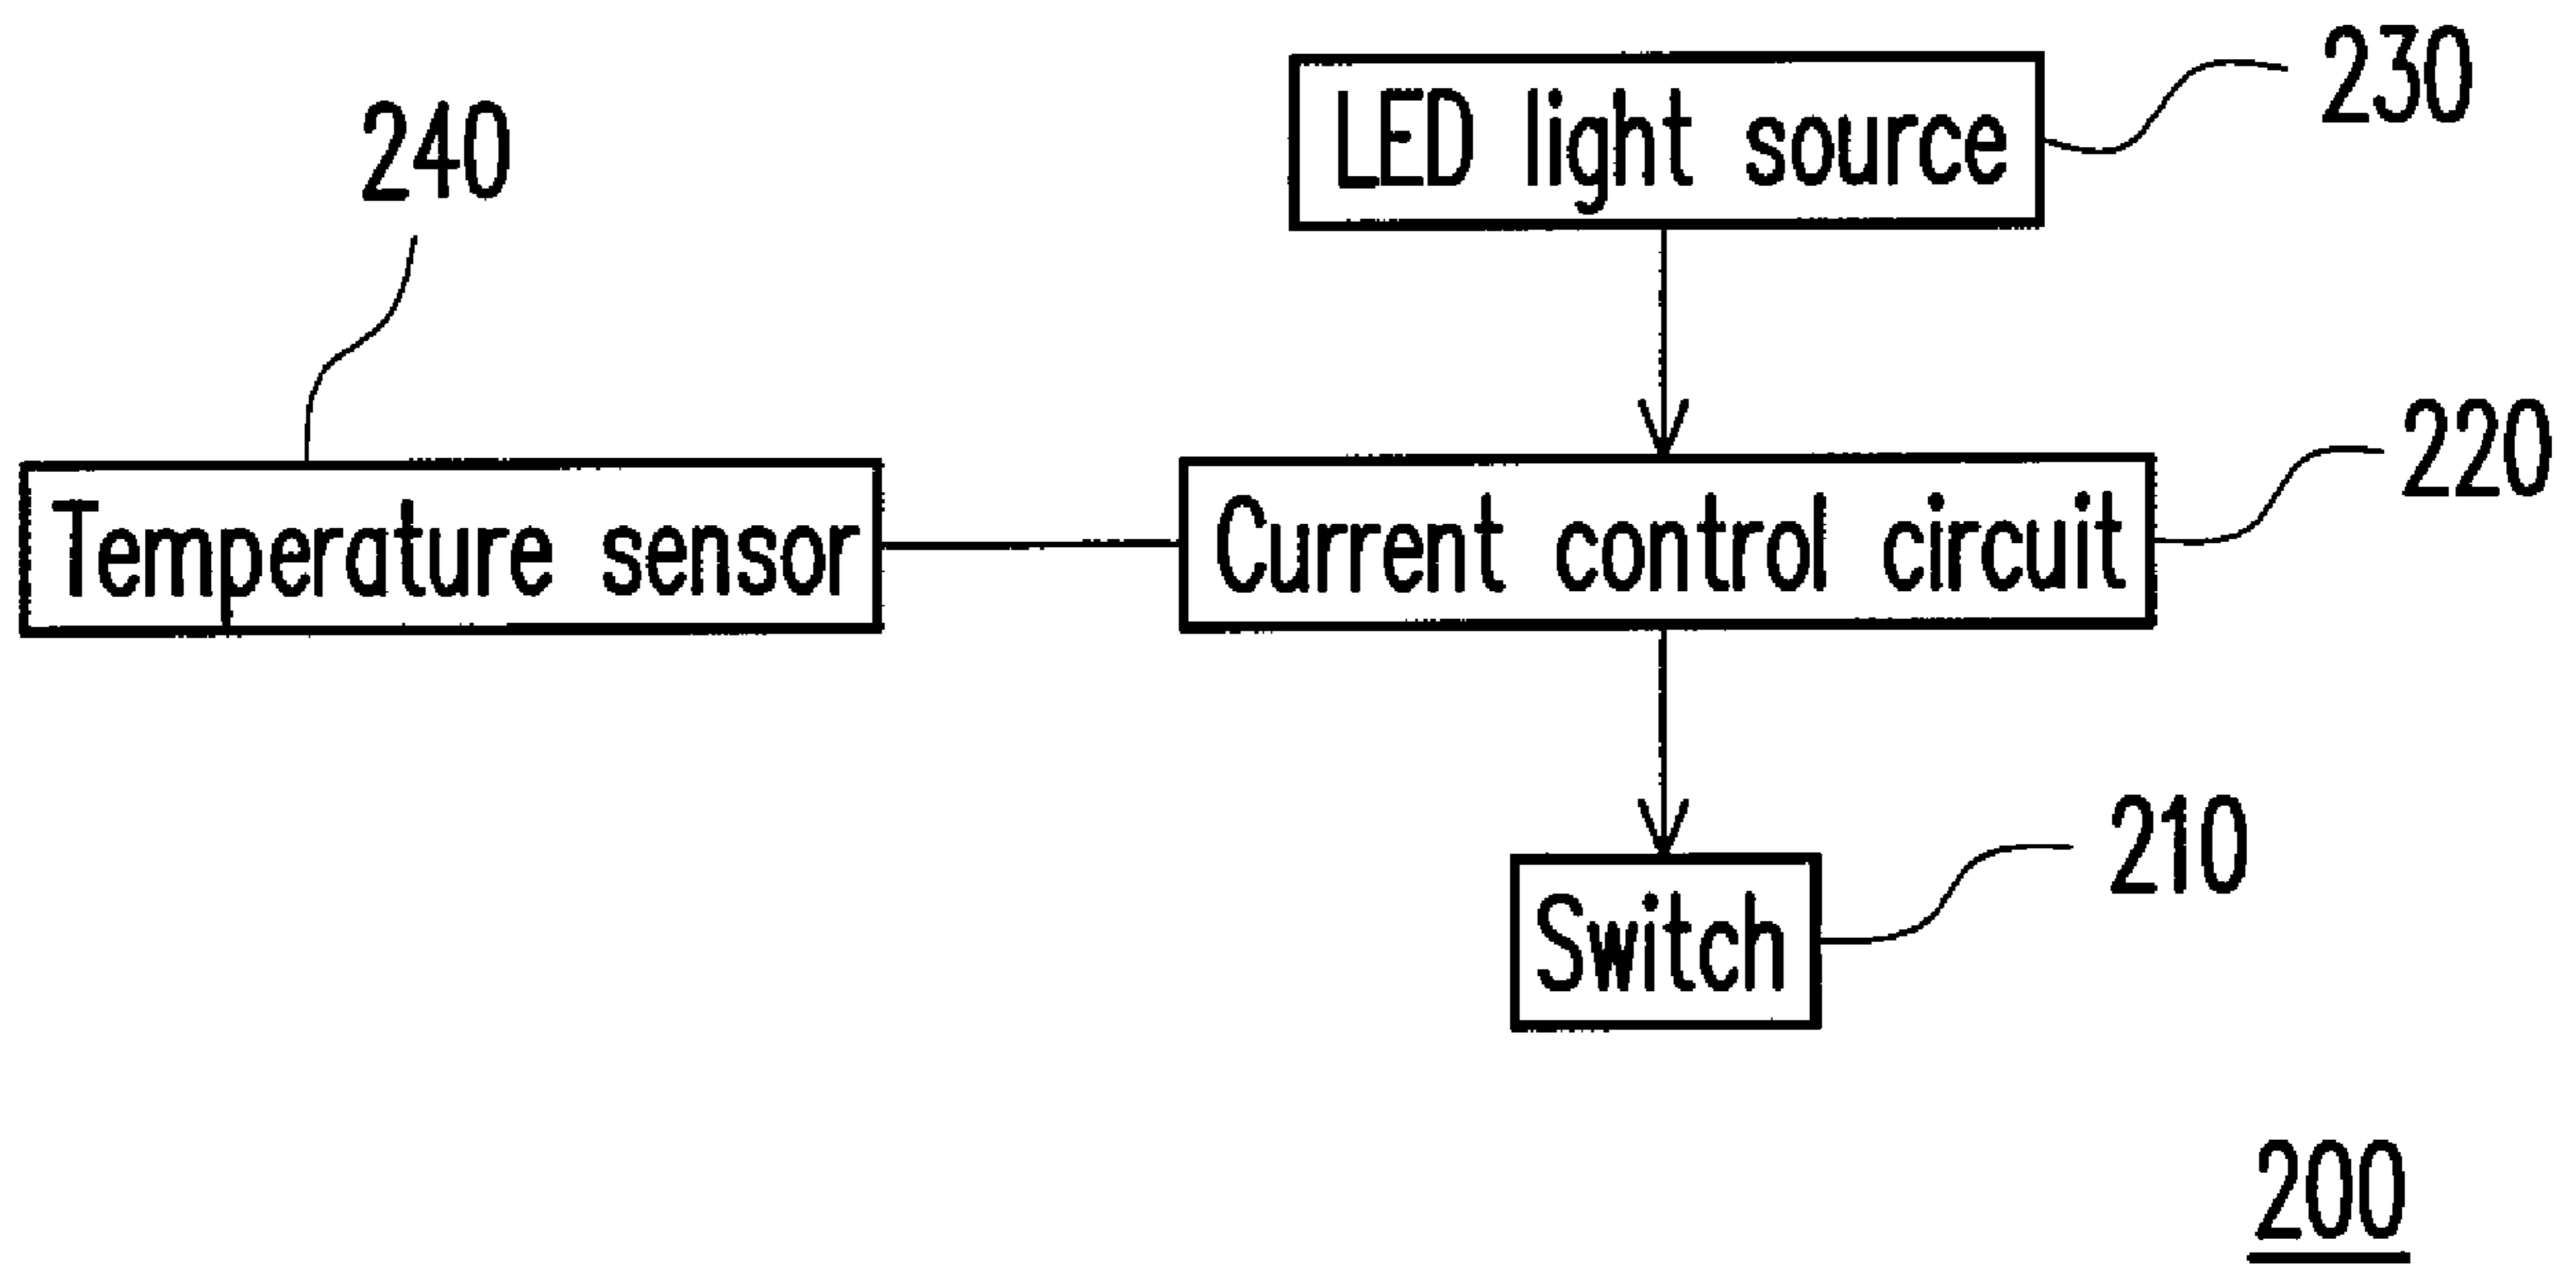 LED light source
230
240
Temperature sensor
Current control circuit
220
Switch
210
200